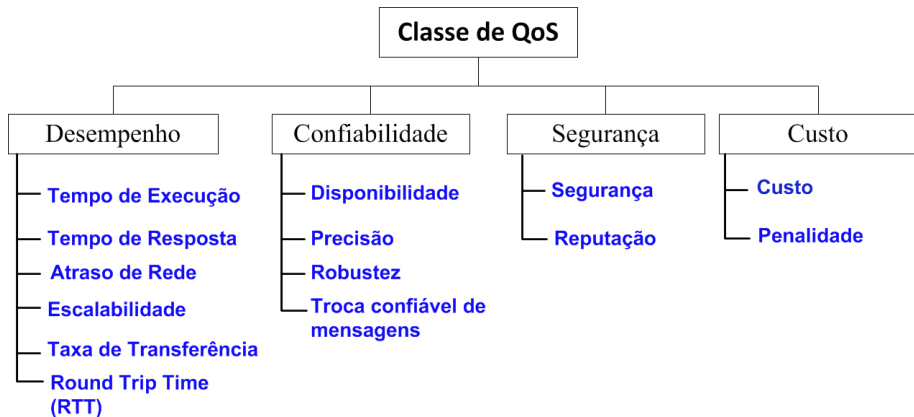 Classe de QoS
Desempenho
Tempo de Execução
Tempo de Resposta
Atraso de Rede
Escalabilidade
Taxa de Transferência
Round Trip Time
(RTT)
Confiabilidade
Disponibilidade
Precisão
Robustez
Troca confiável de
mensagens
Segurança
Segurança
Reputação
Custo
Custo
Penalidade